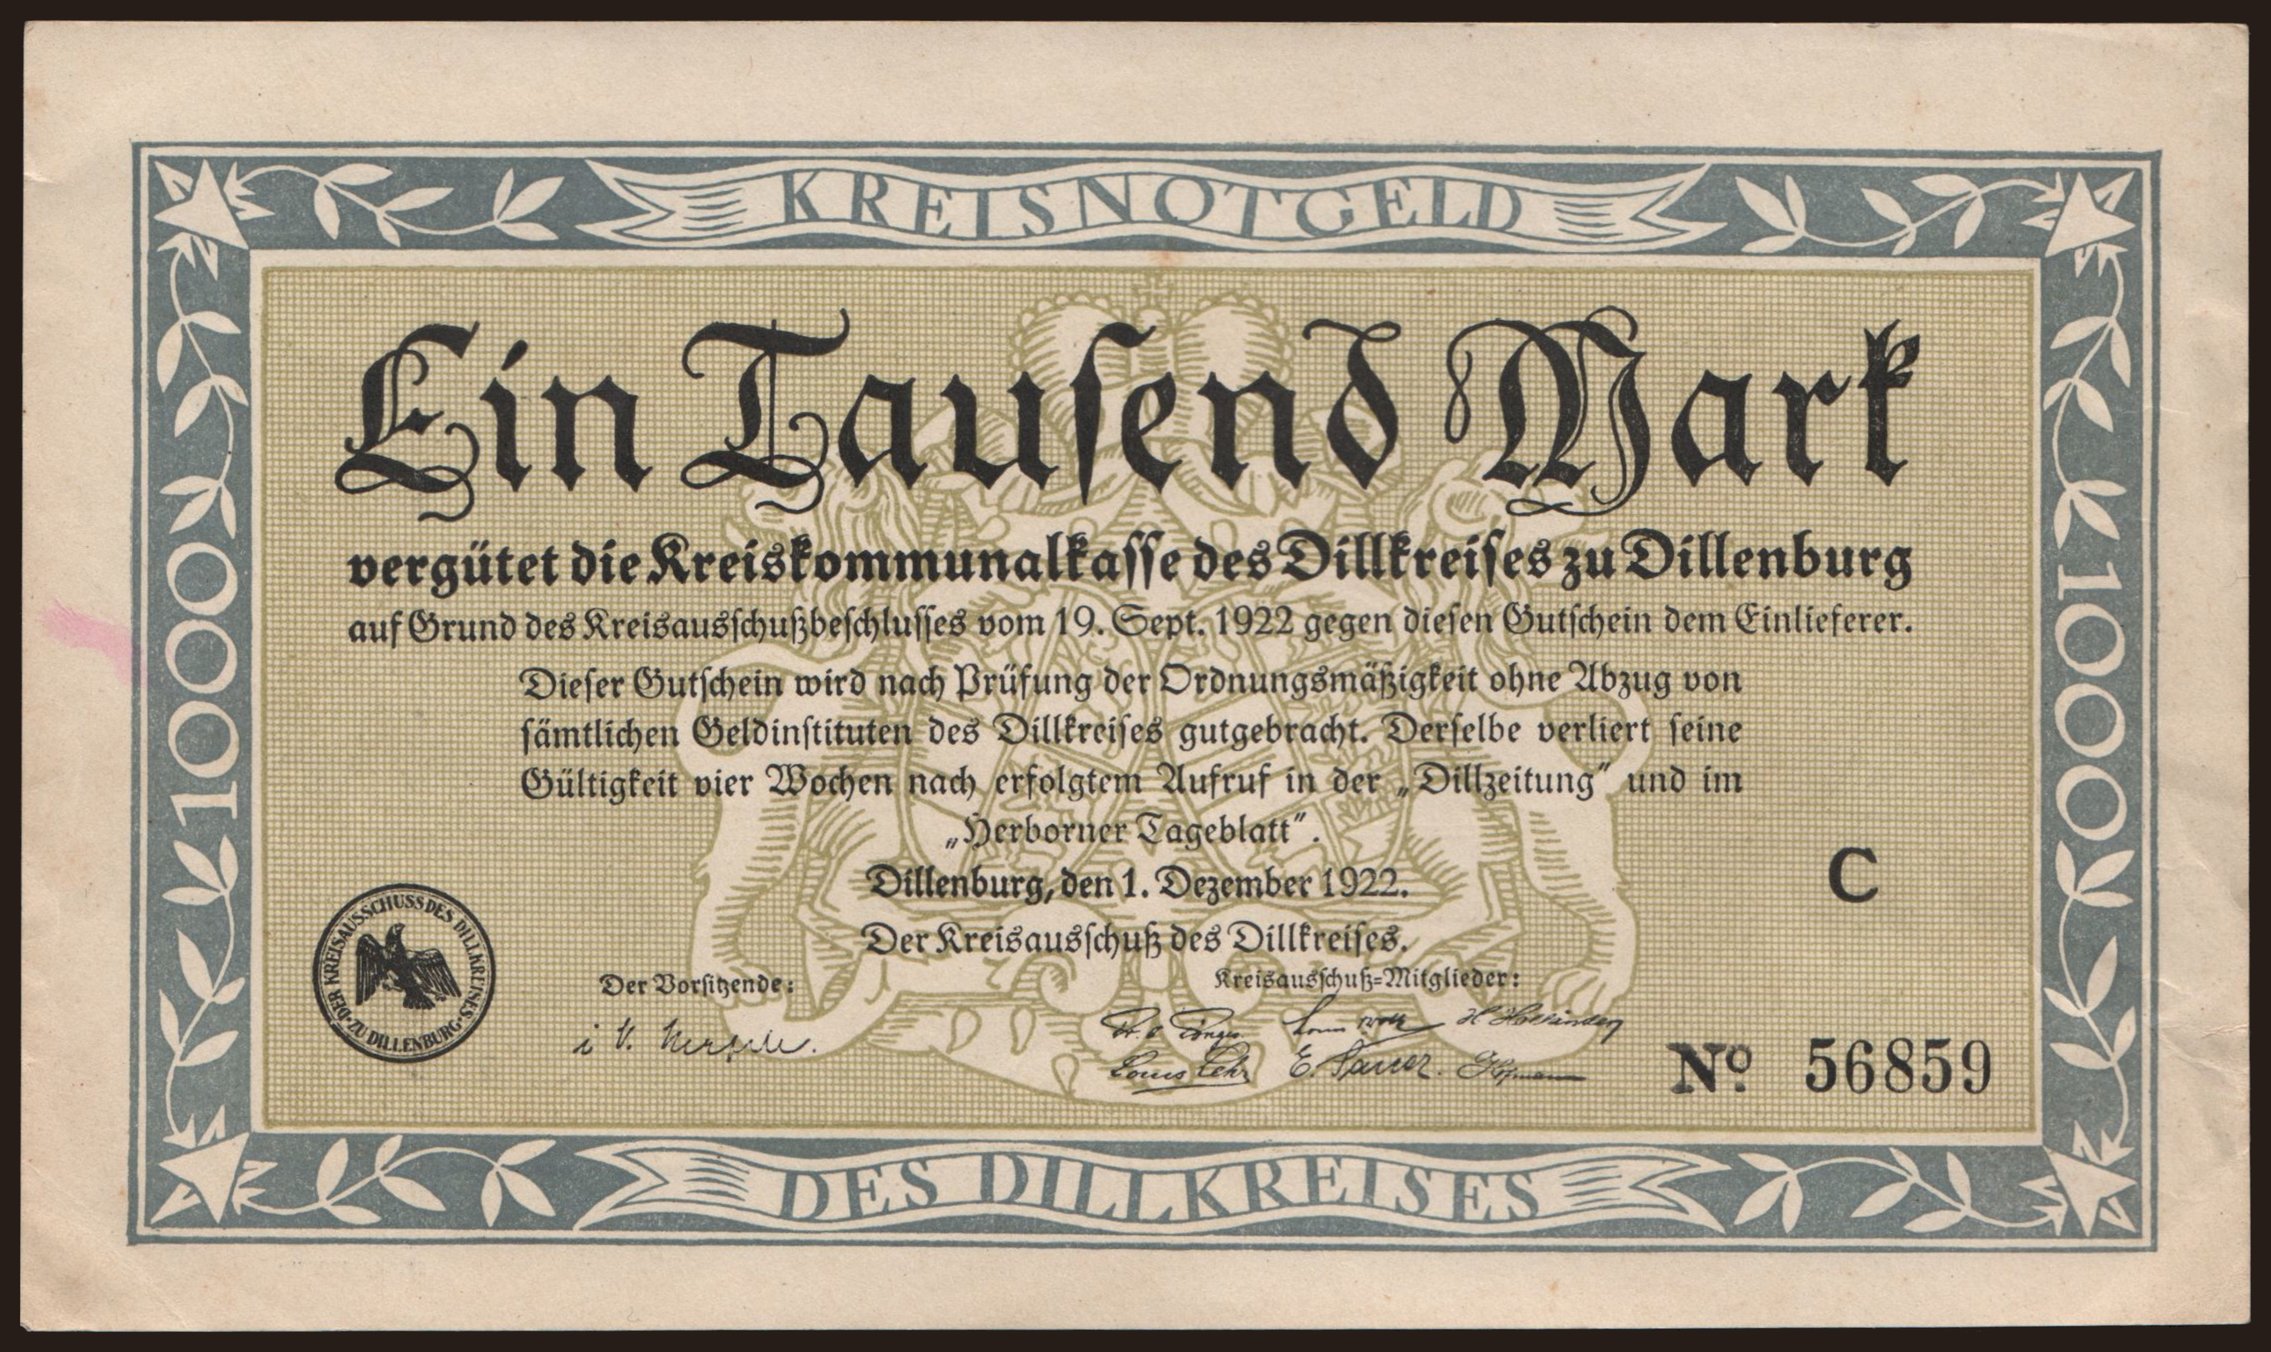 KREISNOTGELD
Ein Tausend Mark
vergütet die Kreiskommunalkasse des Dillkreises zu Dillenburg
auf Grund des Kreisausschußbeschlusses vom 19. Sept. 1922 gegen diesen Gutschein dem Einlieferer.
Dieser Gutschein wird nach Prüfung der Ordnungsmäßigkeit ohne Abzug von
sämtlichen Geldinstituten des Dillkreises gutgebracht. Derselbe verliert seine
Gültigkeit vier Wochen nach erfolgtem Aufruf in der „Dillzeitung" und im
„Herborner Tageblatt".
1000
1000
Dillenburg, den 1. Dezember 1922.
C
Der Kreisausschuß des Dillkreises.
Der Vorsitzende:
Kreisausschuß=Mitglieder:
DER KREISAUSSCHUSS DES DILLKREISES
·ZU DILLENBURG·
i V.
Louis Lehr
E.
Nº 56859
DES DILLKREISES